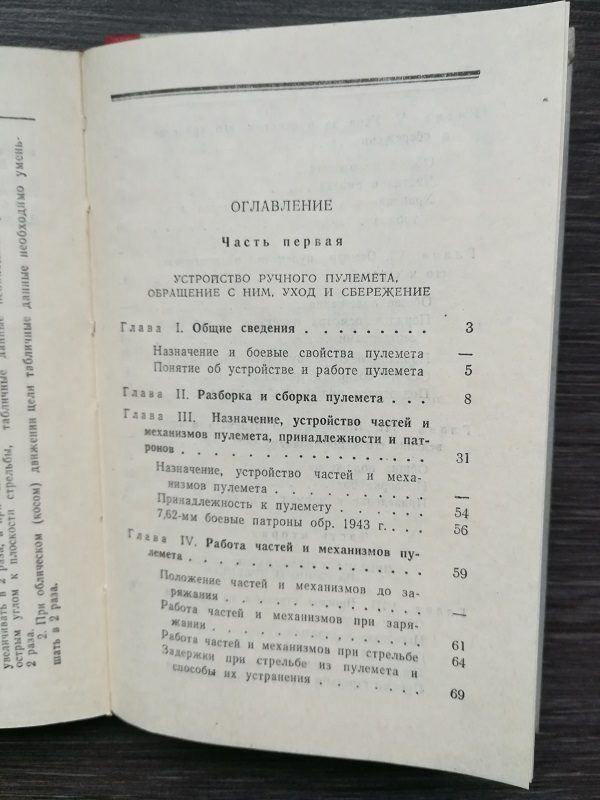 увеличивать в 2 раза,
острым углом к плоскости стрельбы, табличные данные
2 раза.
2. При облическом (косом) движении цели табличные данные необходимо умень-
шать в 2 раза.
ОГЛАВЛЕНИЕ
Часть первая
УСТРОЙСТВО РУЧНОГО ПУЛЕМЕТА,
ОБРАЩЕНИЕ С НИМ, УХОД И СБЕРЕЖЕНИЕ
Глава I. Общие сведения . . . . . . . . . 3
Назначение и боевые свойства пулемета —
Понятие об устройстве и работе пулемета 5
Глава II. Разборка и сборка пулемета . . . 8
Глава III. Назначение, устройство частей и
механизмов пулемета, принадлежности и пат-
ронов . . . . . . . . . . . . . . . 31
Назначение, устройство частей и меха-
низмов пулемета . . . . . . . . . —
Принадлежность к пулемету . . . . . 54
7,62-мм боевые патроны обр. 1943 г. . . 56
Глава IV. Работа частей и механизмов пу-
лемета . . . . . . . . . . . . . . . 59
Положение частей и механизмов до за-
ряжания . . . . . . . . . . . . . —
Работа частей и механизмов при заря-
жания . . . . . . . . . . . . . . 61
Работа частей и механизмов при стрельбе 64
Задержки при стрельбе из пулемета и
способы их устранения . . . . . . . 69